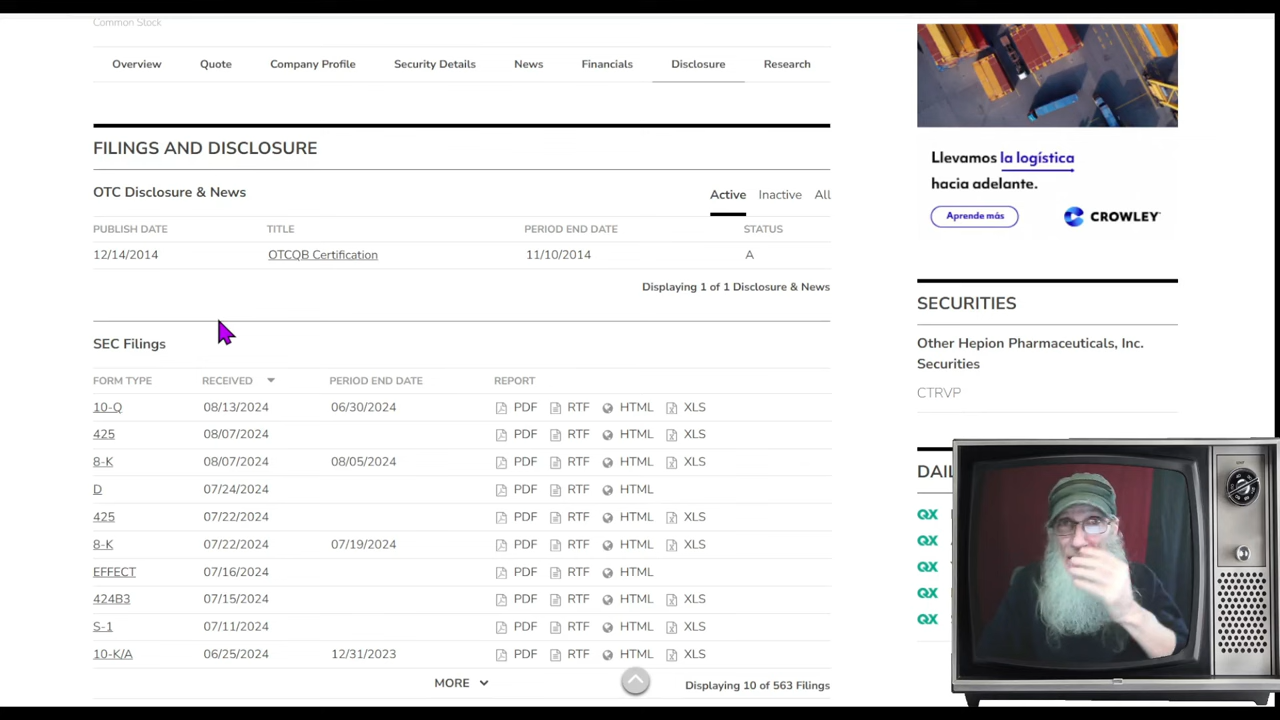 Common Stock
Overview Quote Company Profile Security Details News Financials Disclosure Research
FILINGS AND DISCLOSURE
OTC Disclosure & News Active Inactive All
PUBLISH DATE TITLE PERIOD END DATE STATUS
12/14/2014 OTCQB Certification 11/10/2014 A
Displaying 1 of 1 Disclosure & News
SEC Filings
FORM TYPE RECEIVED PERIOD END DATE REPORT
10-Q 08/13/2024 06/30/2024 PDF RTF HTML XLS
425 08/07/2024 PDF RTF HTML XLS
8-K 08/07/2024 08/05/2024 PDF RTF HTML XLS
D 07/24/2024 PDF RTF HTML
425 07/22/2024 PDF RTF HTML XLS
8-K 07/22/2024 07/19/2024 PDF RTF HTML XLS
EFFECT 07/16/2024 PDF RTF HTML
424B3 07/15/2024 PDF RTF HTML XLS
S-1 07/11/2024 PDF RTF HTML XLS
10-K/A 06/25/2024 12/31/2023 PDF RTF HTML XLS
MORE Displaying 10 of 563 Filings
Llevamos la logística
hacia adelante.
Aprende más CROWLEY
SECURITIES
Other Hepion Pharmaceuticals, Inc.
Securities
CTRVP
QX
QX
QX
QX
QX